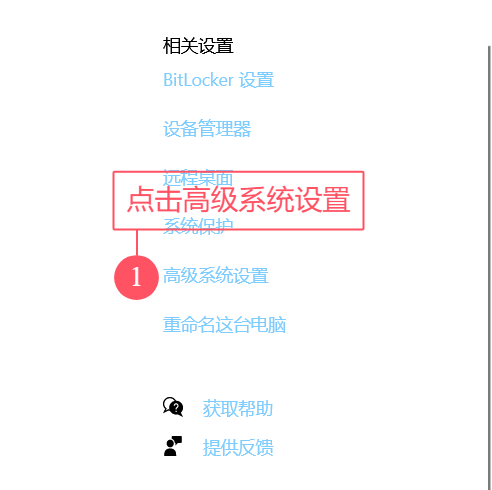 相关设置
BitLocker 设置
设备管理器
远程桌面
点击高级系统设置
系统保护
1
高级系统设置
重命名这台电脑
获取帮助
提供反馈